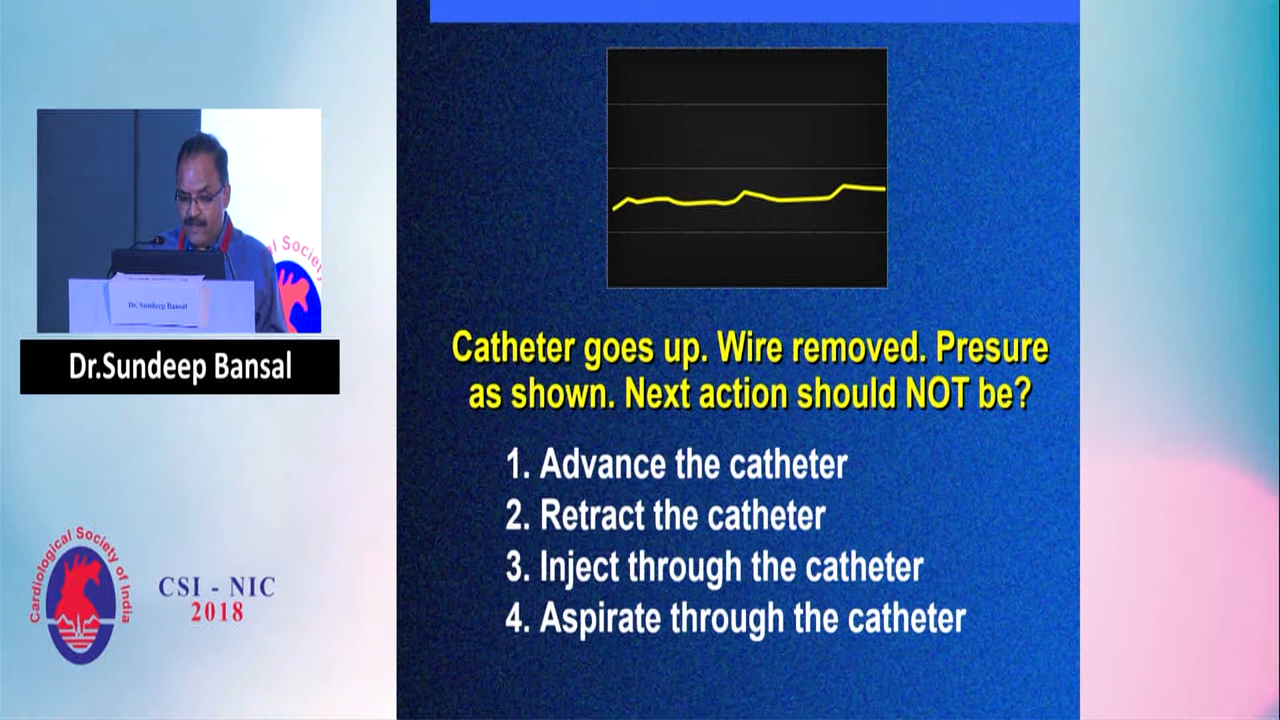 Catheter goes up. Wire removed. Presure
as shown. Next action should NOT be?
1. Advance the catheter
2. Retract the catheter
3. Inject through the catheter
4. Aspirate through the catheter
al Society
Dr. Sundeep Bansal
Dr.Sundeep Bansal
Cardiological Society of India
CSI - NIC
2018